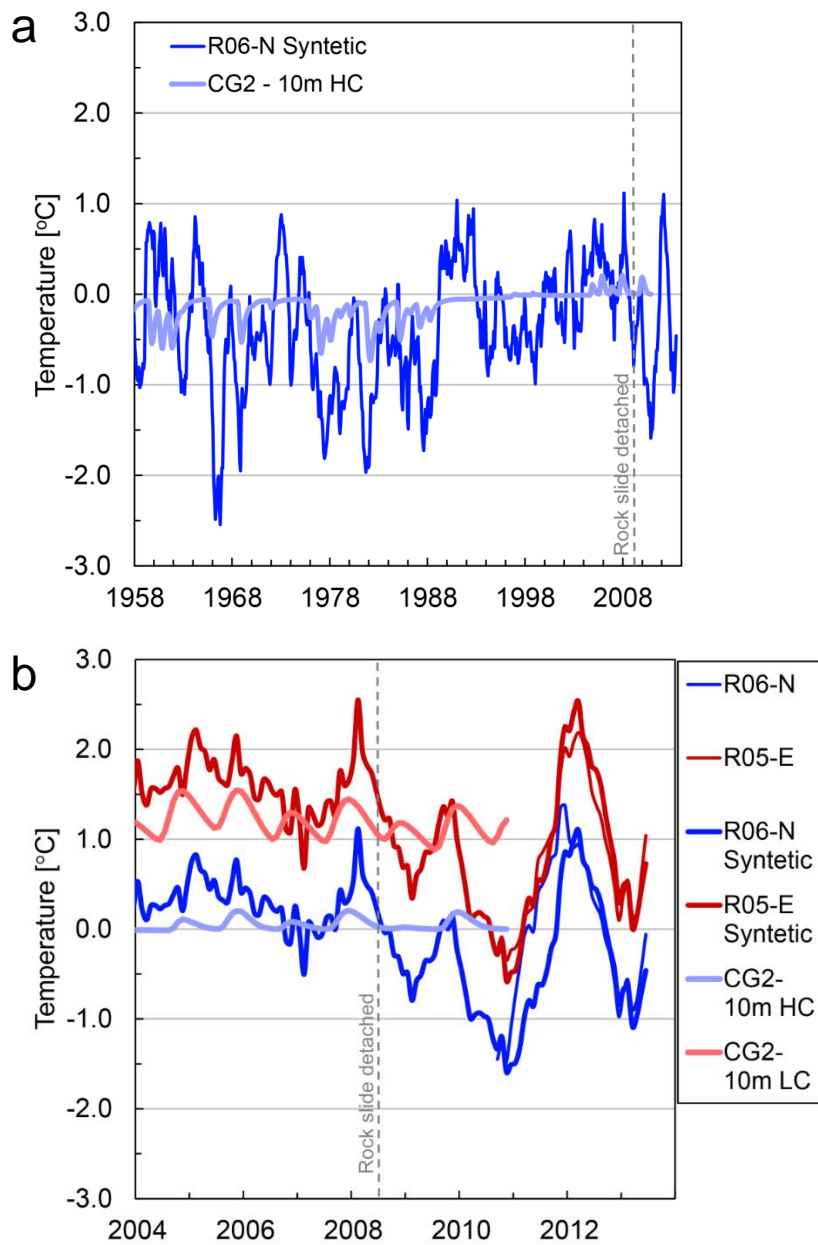 a
R06-N Syntetic
CG2 - 10m HC
Temperature [°C]
3.0
2.0
1.0
0.0
-1.0
-2.0
-3.0
Rock slide detached
1958 1968 1978 1988 1998 2008
b
Temperature [°C]
3.0
2.0
1.0
0.0
-1.0
-2.0
-3.0
Rock slide detached
2004 2006 2008 2010 2012
R06-N
R05-E
R06-N
Syntetic
R05-E
Syntetic
CG2-
10m HC
CG2-
10m LC